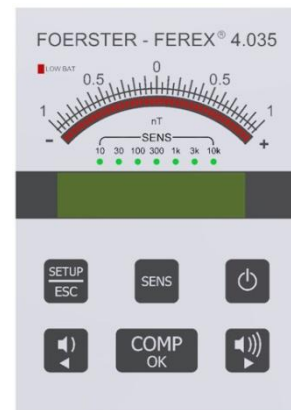 FOERSTER - FEREX® 4.035
LOW BAT
1 0.5 0 0.5 1
- nT +
SENS
10 30 100 300 1k 3k 10k
SETUP
ESC
SENS
COMP
OK